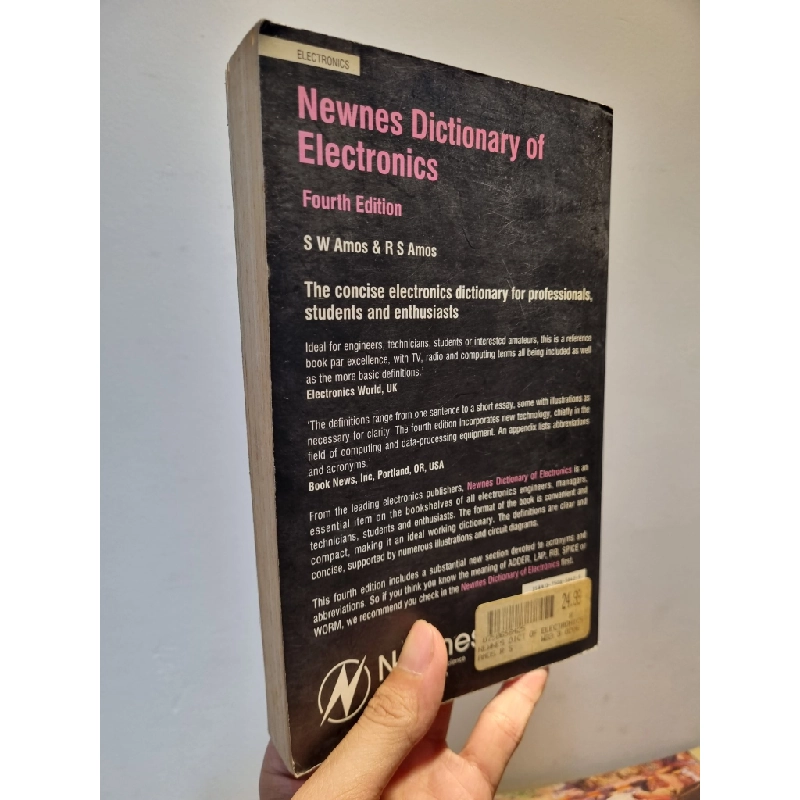 ELECTRONICS
Newnes Dictionary of
Electronics
Fourth Edition
S W Amos & R S Amos
The concise electronics dictionary for professionals,
students and enthusiasts
Ideal for engineers, technicians, students or interested amateurs, this is a reference
book par excellence, with TV, radio and computing terms all being included as well
as the more basic definitions.'
Electronics World, UK
'The definitions range from one sentence to a short essay, some with illustrations as
necessary for clarity. The fourth edition incorporates new technology, chiefly in the
field of computing and data-processing equipment. An appendix lists abbreviations
and acronyms.
Book News, Inc, Portland, OR, USA
From the leading electronics publishers, Newnes Dictionary of Electronics is an
essential item on the bookshelves of all electronics engineers, managers,
technicians, students and enthusiasts. The format of the book is convenient and
compact, making it an ideal working dictionary. The definitions are clear and
concise, supported by numerous illustrations and circuit diagrams.
This fourth edition includes a substantial new section devoted to acronyms and
abbreviations. So if you think you know the meaning of ADDER, LAP, RIB, SPICE or
WORM, we recommend you check in the Newnes Dictionary of Electronics first.
24.99
NEWNES DICT OF ELECTRONICS
N nes